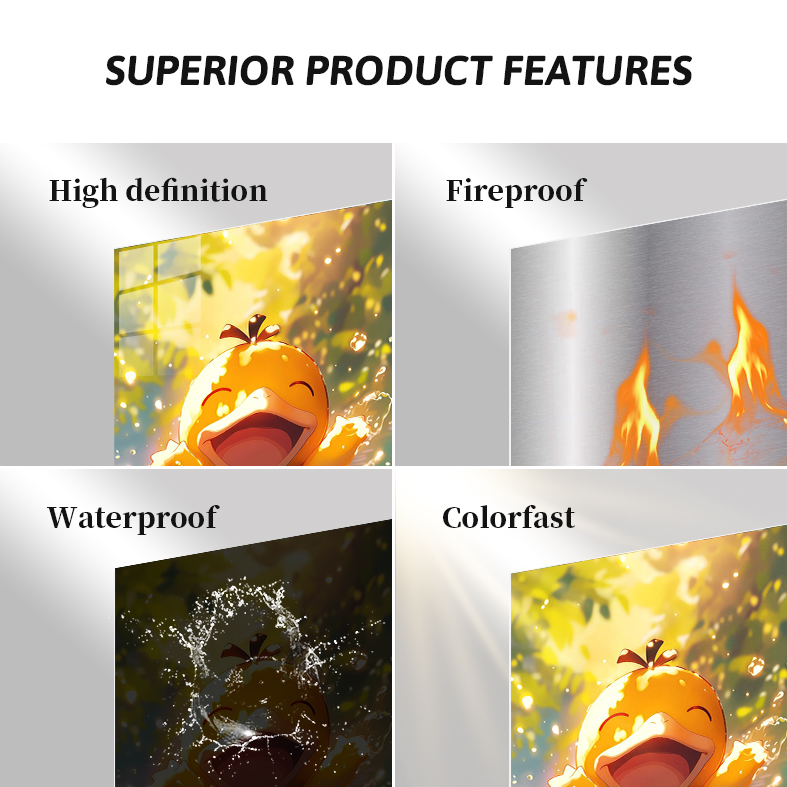 SUPERIOR PRODUCT FEATURES
High definition
Fireproof
Waterproof
Colorfast